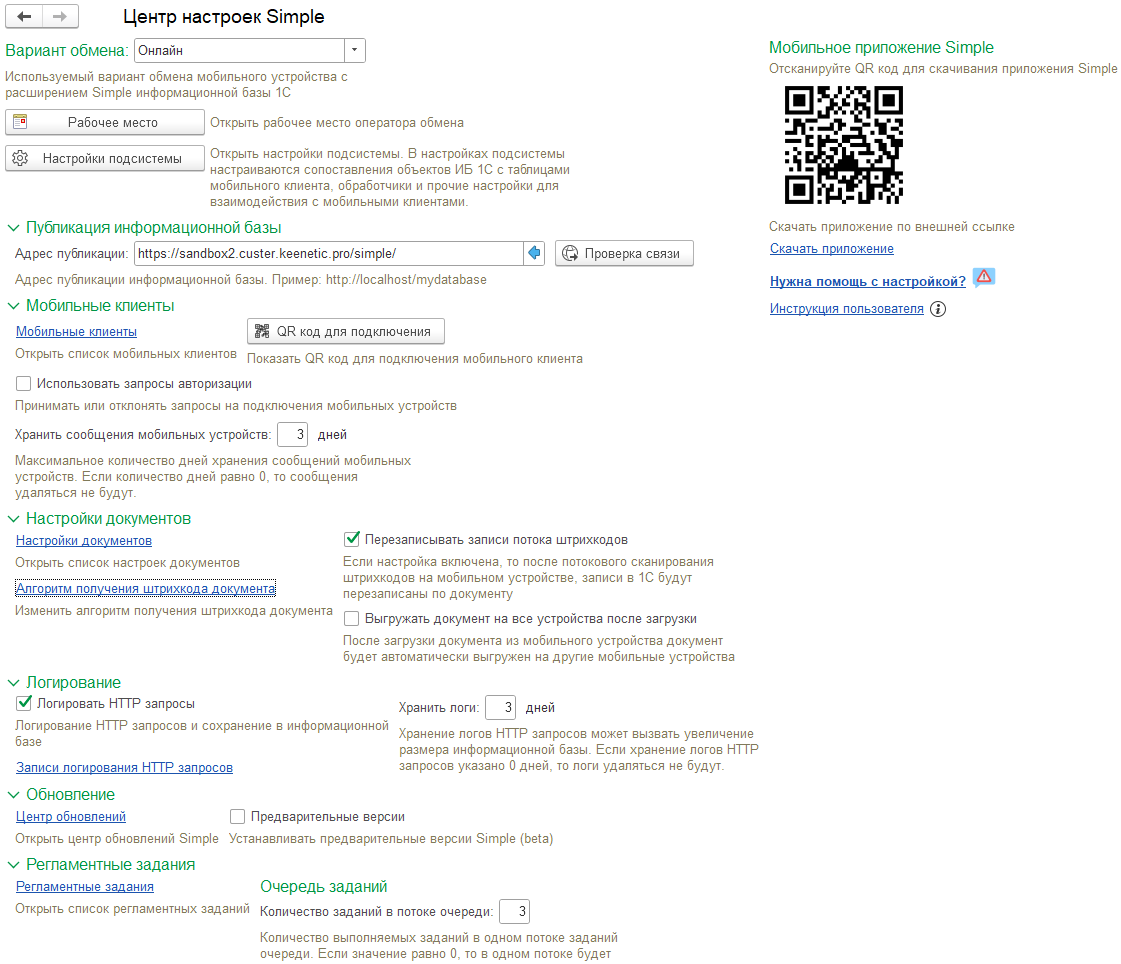 Центр настроек Simple
Вариант обмена: Онлайн
Используемый вариант обмена мобильного устройства с
расширением Simple информационной базы 1С
Рабочее место
Открыть рабочее место оператора обмена
Настройки подсистемы
Открыть настройки подсистемы. В настройках подсистемы
настраиваются сопоставления объектов ИБ 1С с таблицами
мобильного клиента, обработчики и прочие настройки для
взаимодействия с мобильными клиентами.
Мобильное приложение Simple
Отсканируйте QR код для скачивания приложения Simple
Скачать приложение по внешней ссылке
Скачать приложение
Нужна помощь с настройкой?
Инструкция пользователя
Публикация информационной базы
Адрес публикации: https://sandbox2.custer.keenetic.pro/simple/
Проверка связи
Адрес публикации информационной базы. Пример: http://localhost/mydatabase
Мобильные клиенты
Мобильные клиенты
Открыть список мобильных клиентов
QR код для подключения
Показать QR код для подключения мобильного клиента
Использовать запросы авторизации
Принимать или отклонять запросы на подключения мобильных устройств
Хранить сообщения мобильных устройств: 3 дней
Максимальное количество дней хранения сообщений мобильных
устройств. Если количество дней равно 0, то сообщения
удаляться не будут.
Настройки документов
Настройки документов
Открыть список настроек документов
Алгоритм получения штрихкода документа
Изменить алгоритм получения штрихкода документа
Перезаписывать записи потока штрихкодов
Если настройка включена, то после потокового сканирования
штрихкодов на мобильном устройстве, записи в 1С будут
перезаписаны по документу
Выгружать документ на все устройства после загрузки
После загрузки документа из мобильного устройства документ
будет автоматически выгружен на другие мобильные устройства
Логирование
Логировать HTTP запросы
Логирование HTTP запросов и сохранение в информационной
базе
Записи логирования HTTP запросов
Хранить логи: 3 дней
Хранение логов HTTP запросов может вызвать увеличение
размера информационной базы. Если хранение логов HTTP
запросов указано 0 дней, то логи удаляться не будут.
Обновление
Центр обновлений
Открыть центр обновлений Simple
Предварительные версии
Устанавливать предварительные версии Simple (beta)
Регламентные задания
Регламентные задания
Открыть список регламентных заданий
Очередь заданий
Количество заданий в потоке очереди: 3
Количество выполняемых заданий в одном потоке заданий
очереди. Если значение равно 0, то в одном потоке будет